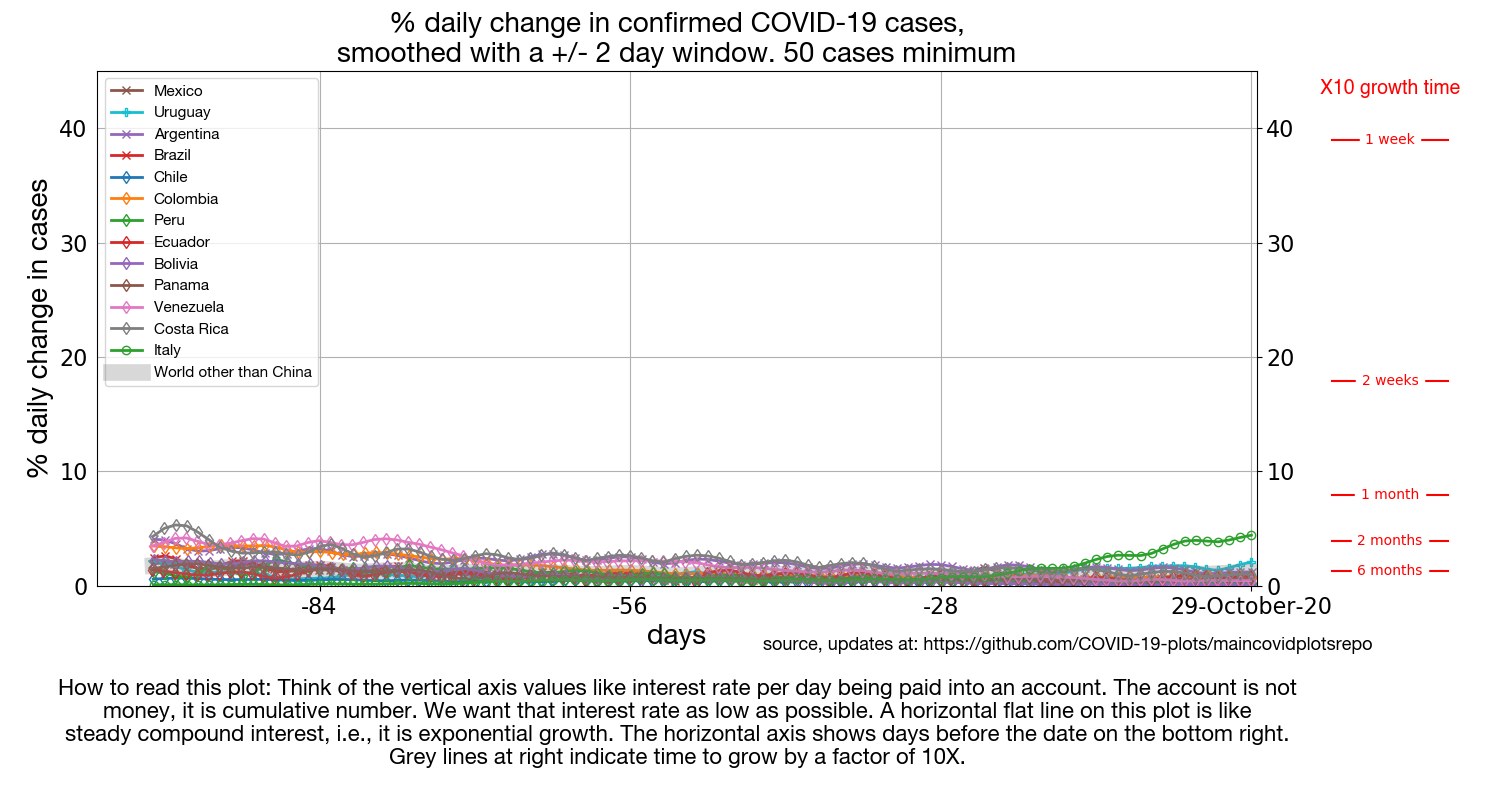 % daily change in confirmed COVID-19 cases,
smoothed with a +/- 2 day window. 50 cases minimum
X10 growth time
Mexico
Uruguay
Argentina
Brazil
Chile
Colombia
Peru
Ecuador
Bolivia
Panama
Venezuela
Costa Rica
Italy
World other than China
% daily change in cases
40
30
20
10
0
40
30
20
10
0
1 week
2 weeks
1 month
2 months
6 months
-84
-56
-28
29-October-20
days
source, updates at: https://github.com/COVID-19-plots/maincovidplotsrepo
How to read this plot: Think of the vertical axis values like interest rate per day being paid into an account. The account is not
money, it is cumulative number. We want that interest rate as low as possible. A horizontal flat line on this plot is like
steady compound interest, i.e., it is exponential growth. The horizontal axis shows days before the date on the bottom right.
Grey lines at right indicate time to grow by a factor of 10X.